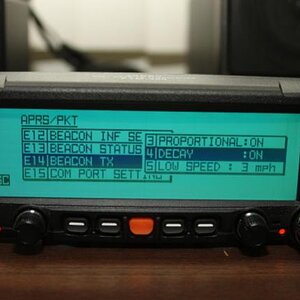 APRS/PKT
E12 BEACON INF SE
E13 BEACON STATUS
E14 BEACON TX
E15 COM PORT SETT
3 PROPORTIONAL:ON
4 DECAY :ON
5 LOW SPEED : 3 mph